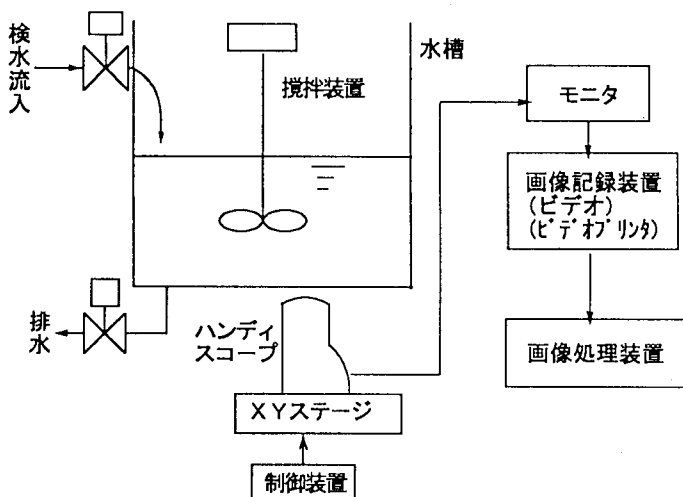 検水流入
水槽
攪拌装置
モニタ
画像記録装置
(ビデオ)
(ビデオプリンタ)
排水
ハンディ
スコープ
画像処理装置
XYステージ
制御装置